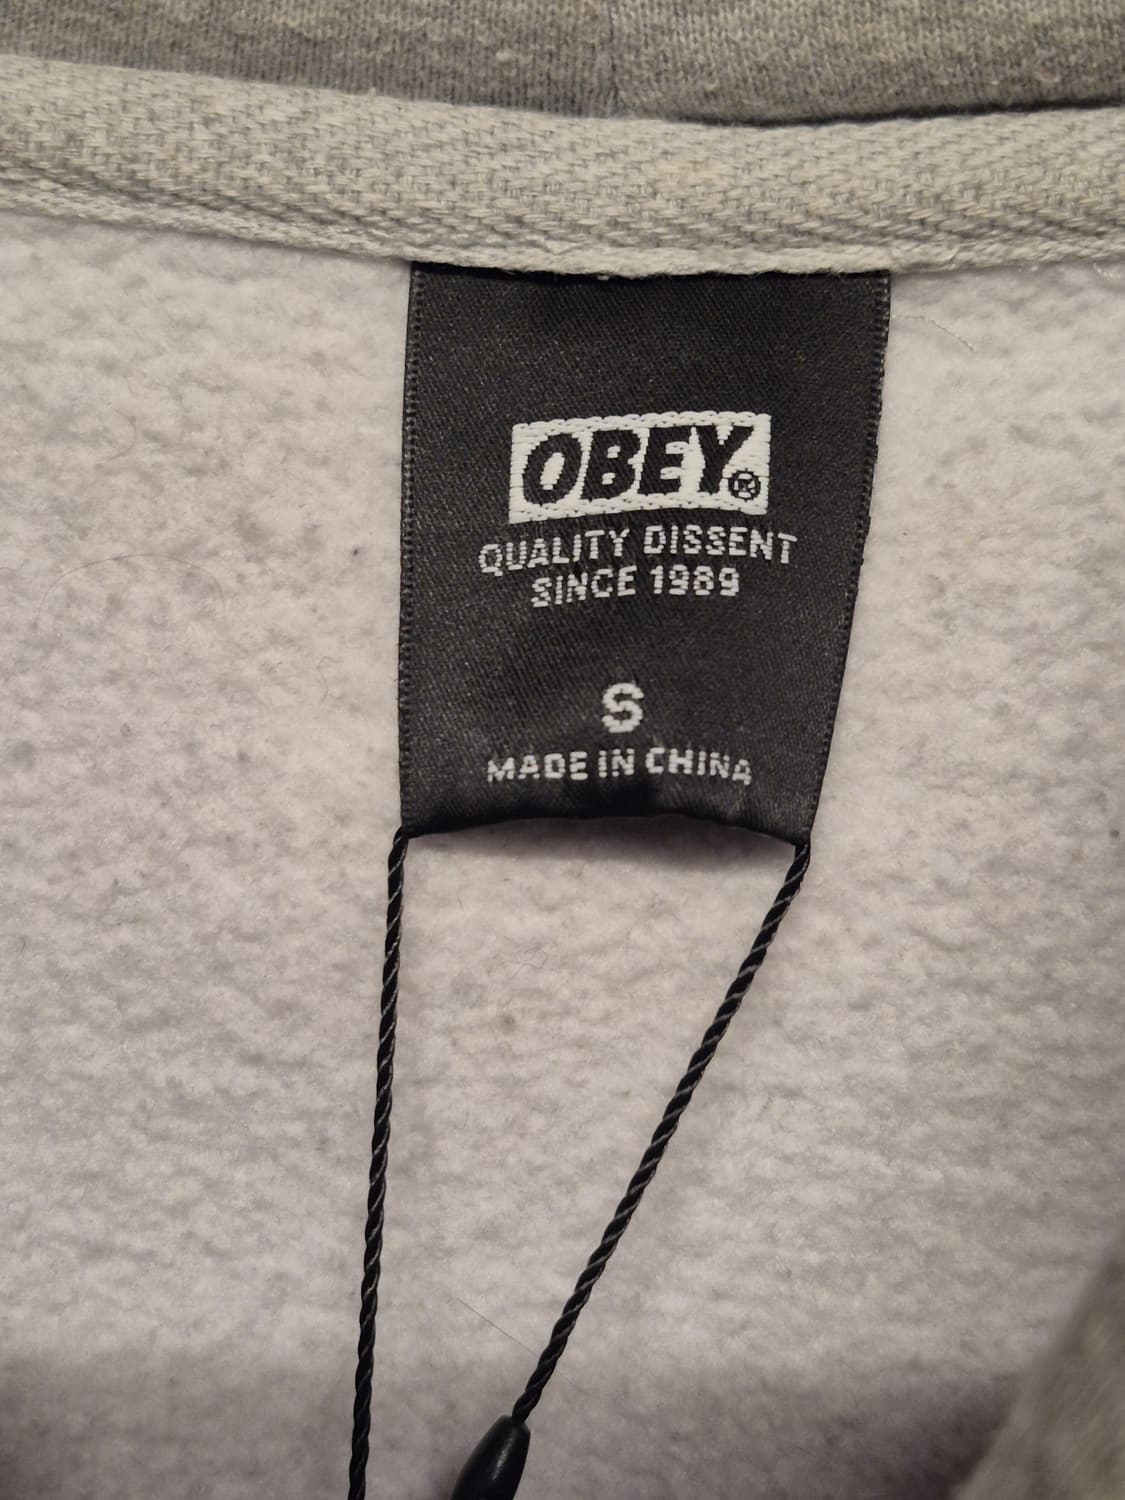 OBEY®
QUALITY DISSENT
SINCE 1989
S
MADE IN CHINA